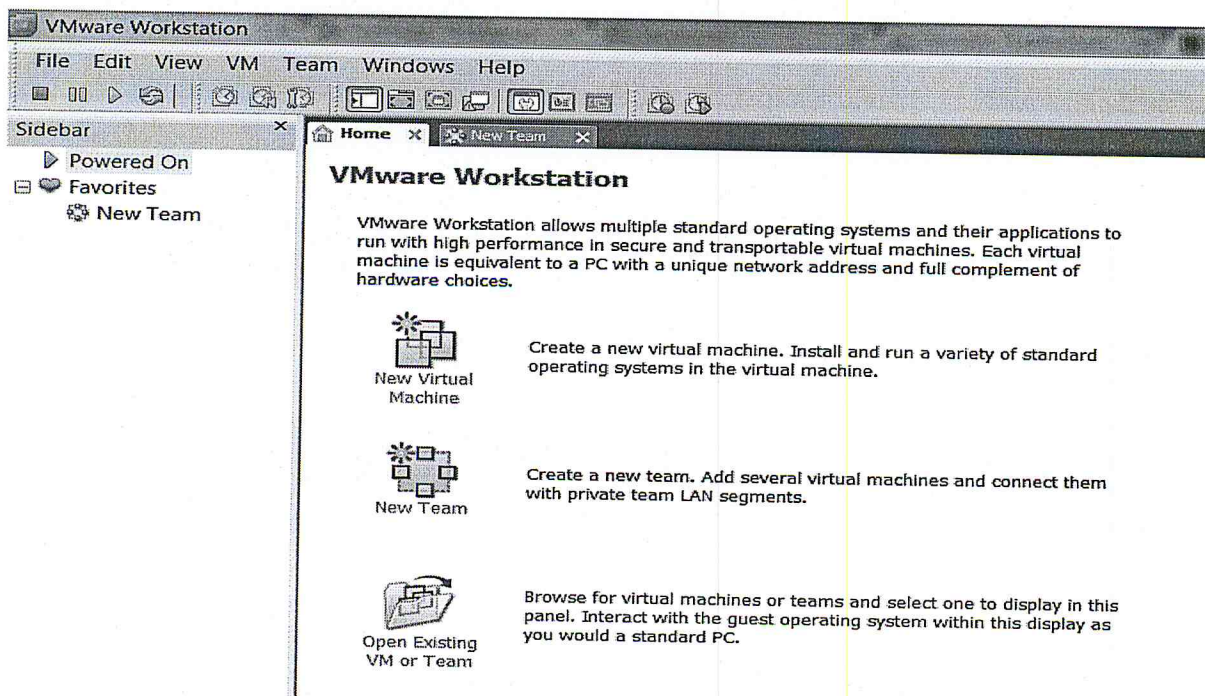 VMware Workstation
File Edit View VM Team Windows Help
Sidebar
Powered On
Favorites
New Team
Home
New Team
VMware Workstation
VMware Workstation allows multiple standard operating systems and their applications to
run with high performance in secure and transportable virtual machines. Each virtual
machine is equivalent to a PC with a unique network address and full complement of
hardware choices.
New Virtual
Machine
Create a new virtual machine. Install and run a variety of standard
operating systems in the virtual machine.
New Team
Create a new team. Add several virtual machines and connect them
with private team LAN segments.
Open Existing
VM or Team
Browse for virtual machines or teams and select one to display in this
panel. Interact with the guest operating system within this display as
you would a standard PC.